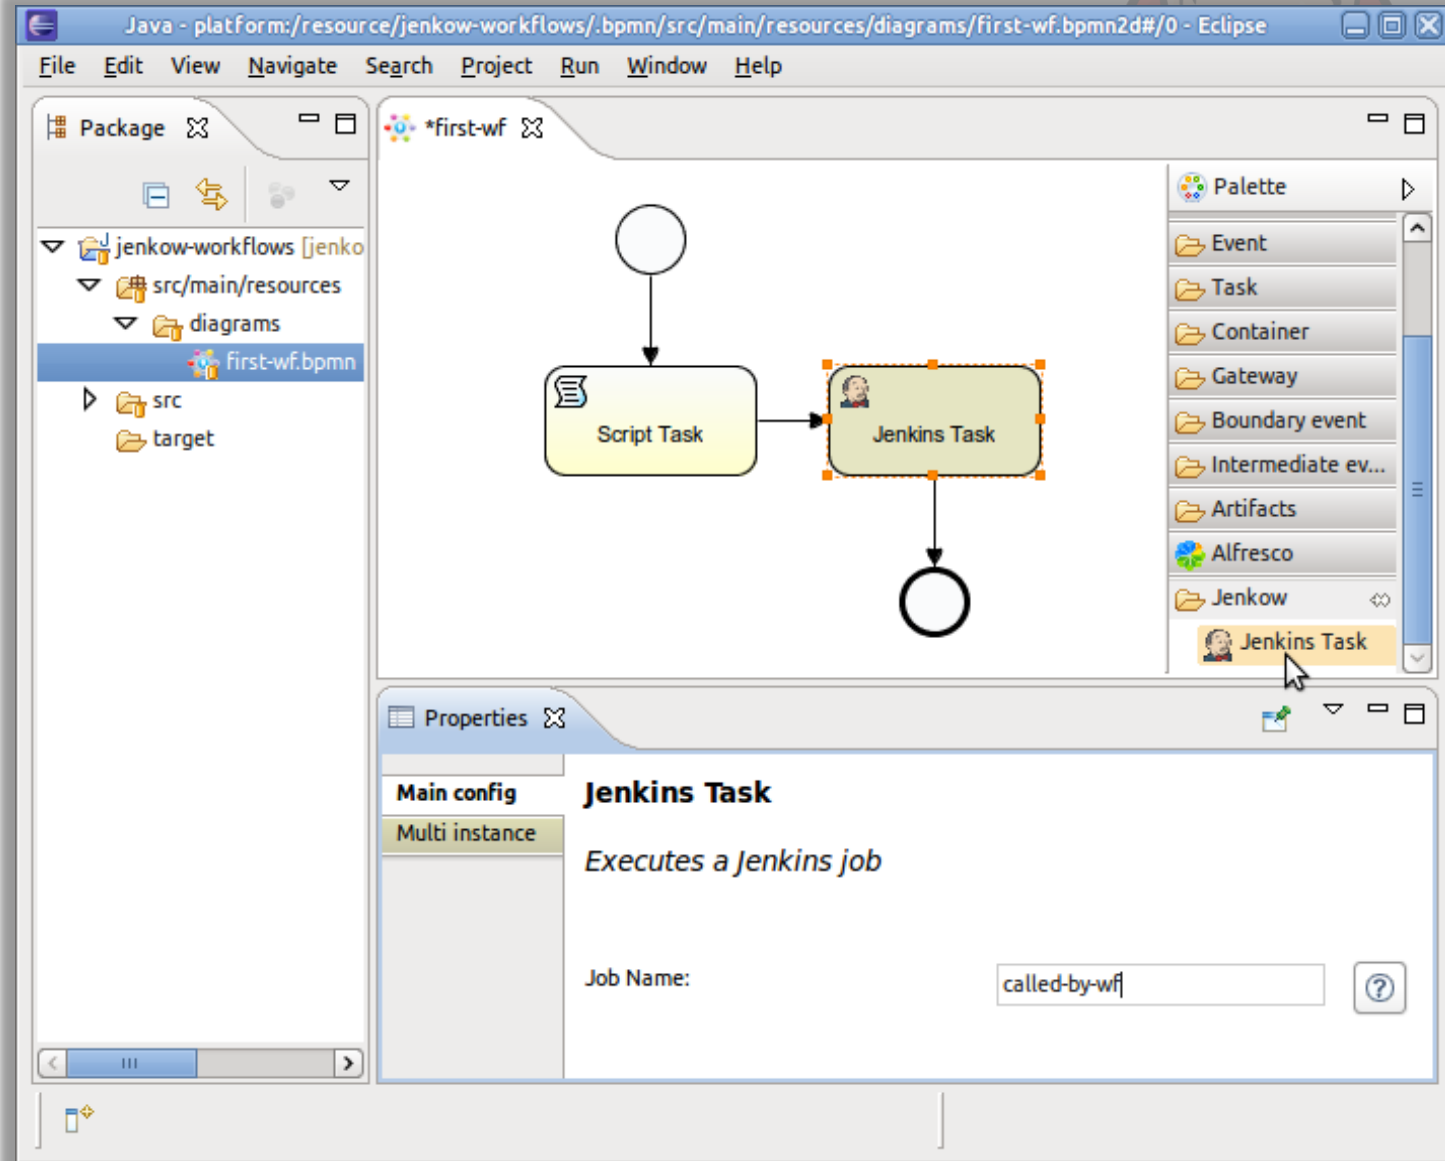 Java - platform:/resource/jenkow-workflows/.bpmn/src/main/resources/diagrams/first-wf.bpmn2d#/0 - Eclipse
File Edit View Navigate Search Project Run Window Help
Package
jenkow-workflows [jenko
src/main/resources
diagrams
first-wf.bpmn
src
target
*first-wf
Script Task
Jenkins Task
Palette
Event
Task
Container
Gateway
Boundary event
Intermediate ev...
Artifacts
Alfresco
Jenkow
Jenkins Task
Properties
Main config
Multi instance
Jenkins Task
Executes a Jenkins job
Job Name:
called-by-wf